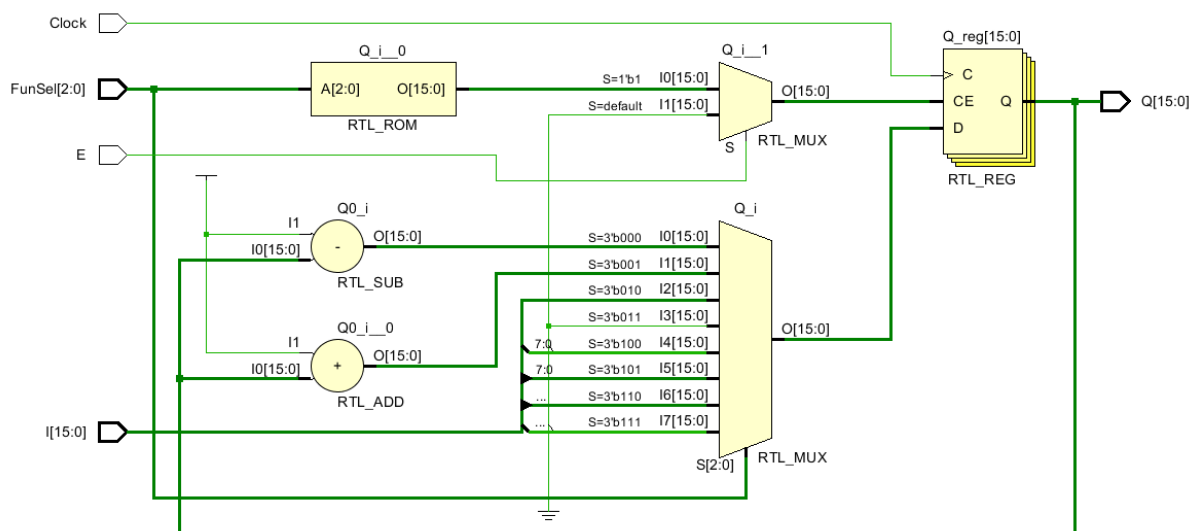 Clock
FunSel[2:0]
E
I[15:0]
Q_i__0
A[2:0] O[15:0]
RTL_ROM
Q_i__1
S=1'b1 I0[15:0]
S=default I1[15:0]
O[15:0]
S
RTL_MUX
Q_reg[15:0]
C
CE Q
D
RTL_REG
Q[15:0]
Q0_i
I1
I0[15:0]
-
O[15:0]
RTL_SUB
Q0_i__0
I1
I0[15:0]
+
O[15:0]
RTL_ADD
Q_i
S=3'b000 I0[15:0]
S=3'b001 I1[15:0]
S=3'b010 I2[15:0]
S=3'b011 I3[15:0]
7:0 S=3'b100 I4[15:0]
7:0 S=3'b101 I5[15:0]
... S=3'b110 I6[15:0]
... S=3'b111 I7[15:0]
O[15:0]
S[2:0]
RTL_MUX